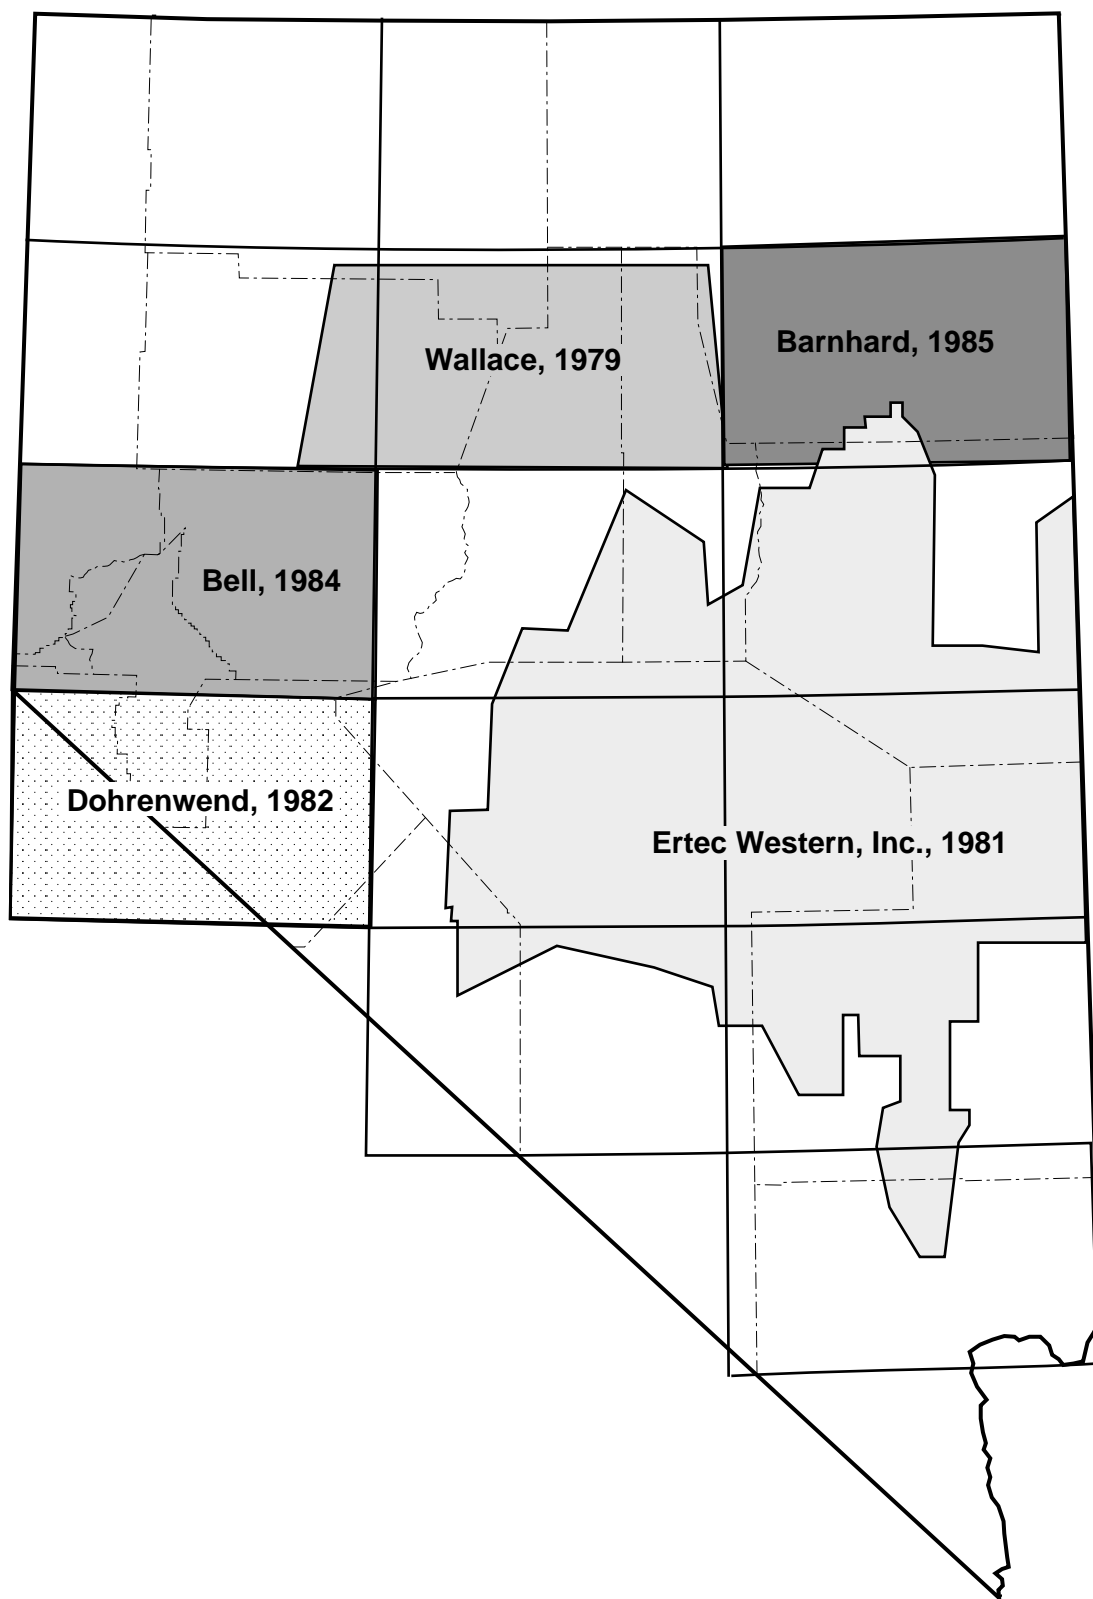 Barnhard, 1985
Wallace, 1979
Bell, 1984
Dohrenwend, 1982
Ertec Western, Inc., 1981